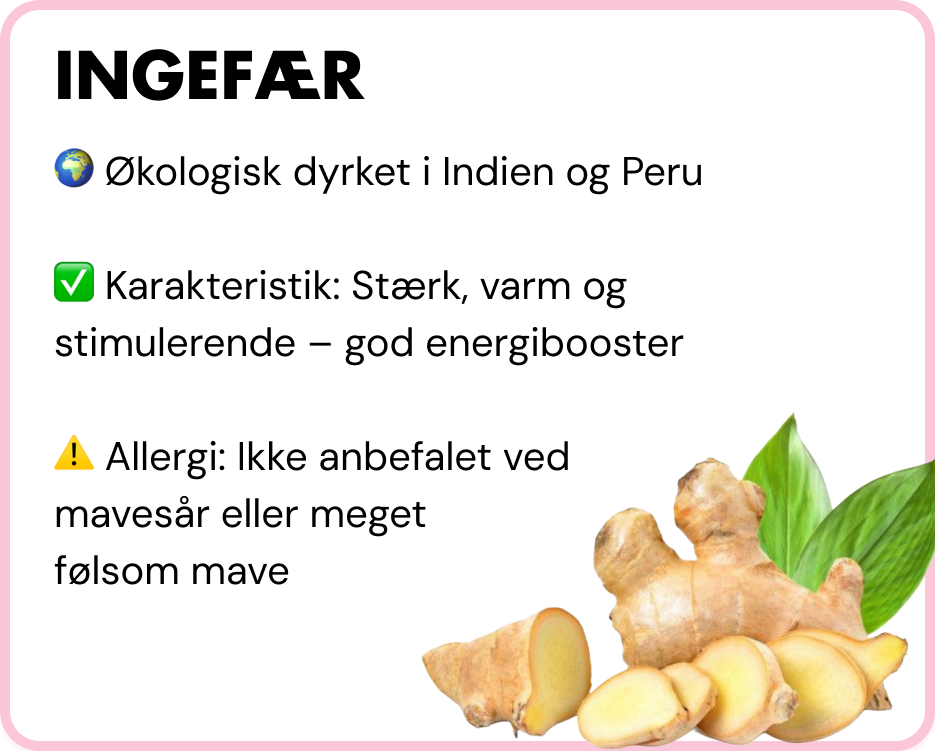 INGEFÆR
🌍 Økologisk dyrket i Indien og Peru
✅ Karakteristik: Stærk, varm og
stimulerende – god energibooster
⚠️ Allergi: Ikke anbefalet ved
mavesår eller meget
følsom mave